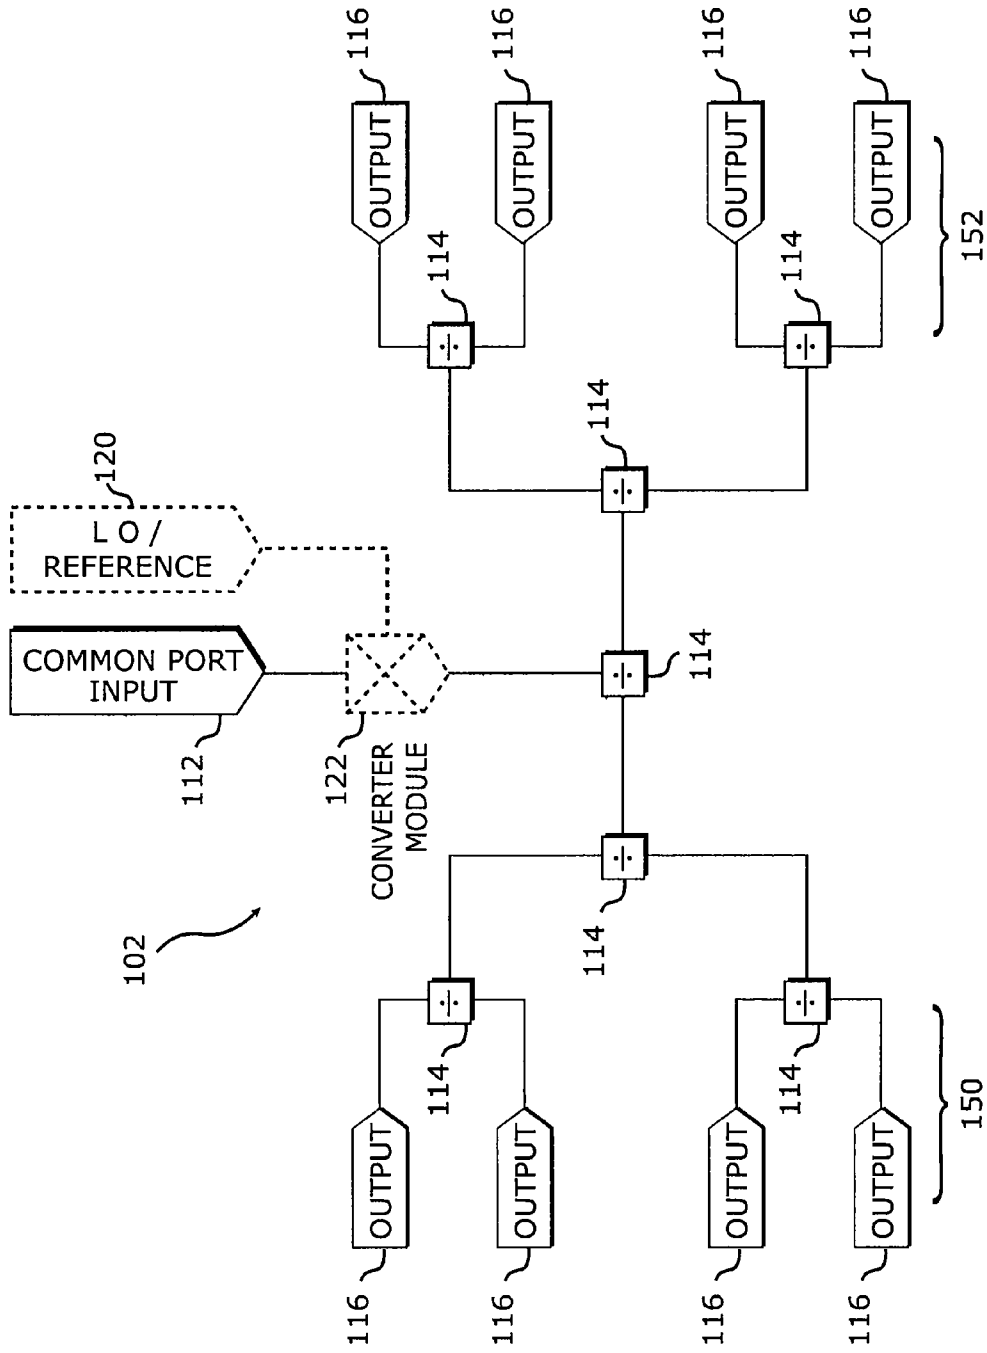 116
116
116
116
OUTPUT
OUTPUT
OUTPUT
OUTPUT
152
114
114
÷
÷
114
÷
120
L O /
REFERENCE
COMMON PORT
INPUT
112
122
CONVERTER
MODULE
÷
114
÷
114
102
÷
÷
114
114
150
OUTPUT
OUTPUT
OUTPUT
OUTPUT
116
116
116
116